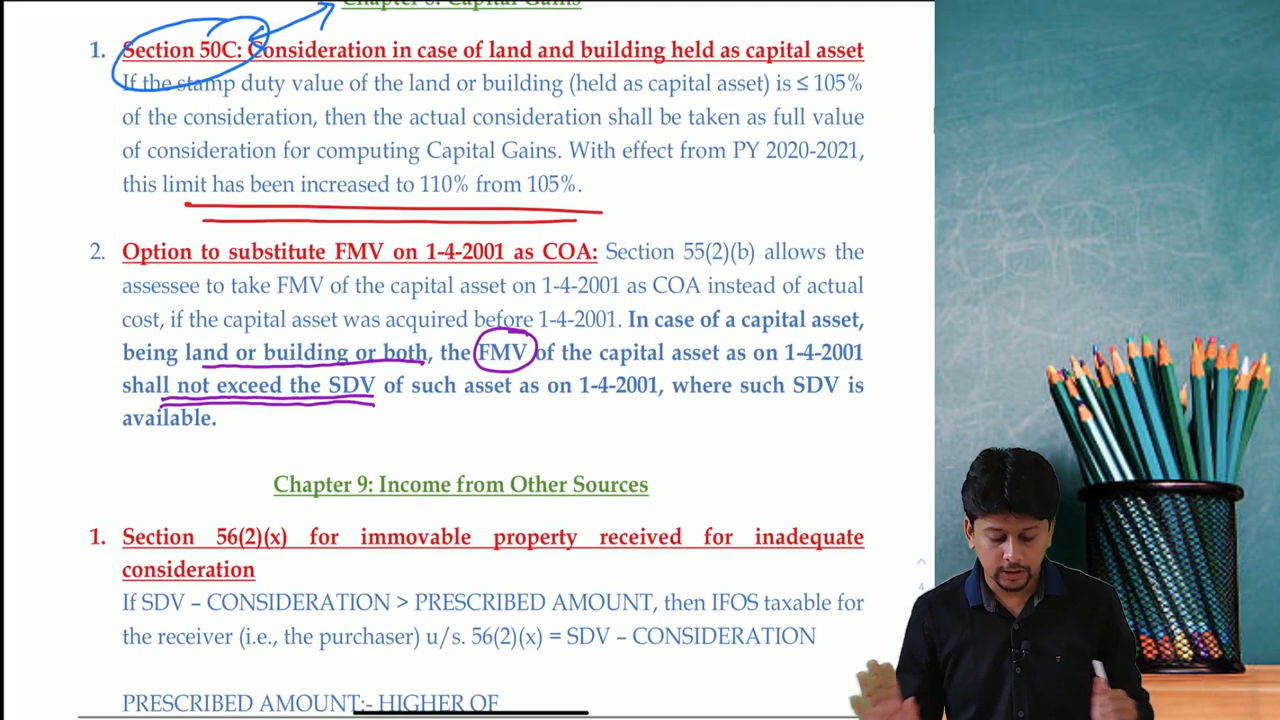 Chapter 8: Capital Gains
1. Section 50C: Consideration in case of land and building held as capital asset
If the stamp duty value of the land or building (held as capital asset) is ≤ 105%
of the consideration, then the actual consideration shall be taken as full value
of consideration for computing Capital Gains. With effect from PY 2020-2021,
this limit has been increased to 110% from 105%.
2. Option to substitute FMV on 1-4-2001 as COA: Section 55(2)(b) allows the
assessee to take FMV of the capital asset on 1-4-2001 as COA instead of actual
cost, if the capital asset was acquired before 1-4-2001. In case of a capital asset,
being land or building or both, the FMV of the capital asset as on 1-4-2001
shall not exceed the SDV of such asset as on 1-4-2001, where such SDV is
available.
Chapter 9: Income from Other Sources
1. Section 56(2)(x) for immovable property received for inadequate
consideration
If SDV – CONSIDERATION > PRESCRIBED AMOUNT, then IFOS taxable for
the receiver (i.e., the purchaser) u/s. 56(2)(x) = SDV – CONSIDERATION
PRESCRIBED AMOUNT:- HIGHER OF
4